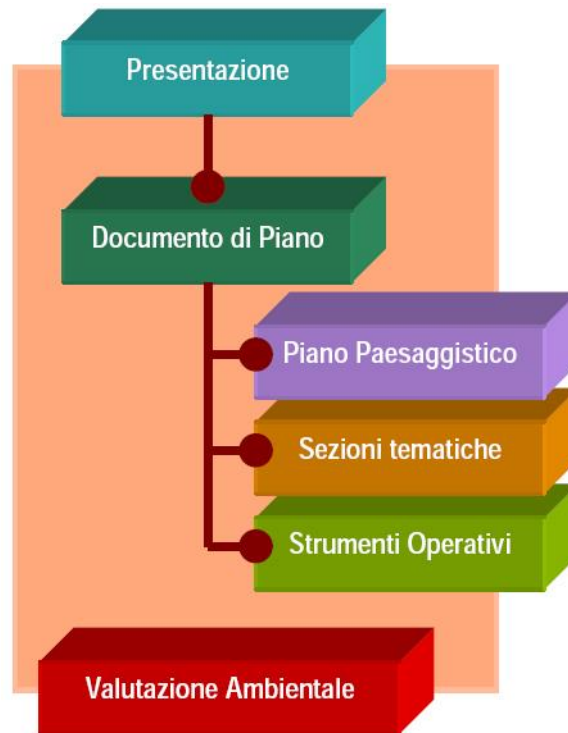 Presentazione
Documento di Piano
Piano Paesaggistico
Sezioni tematiche
Strumenti Operativi
Valutazione Ambientale